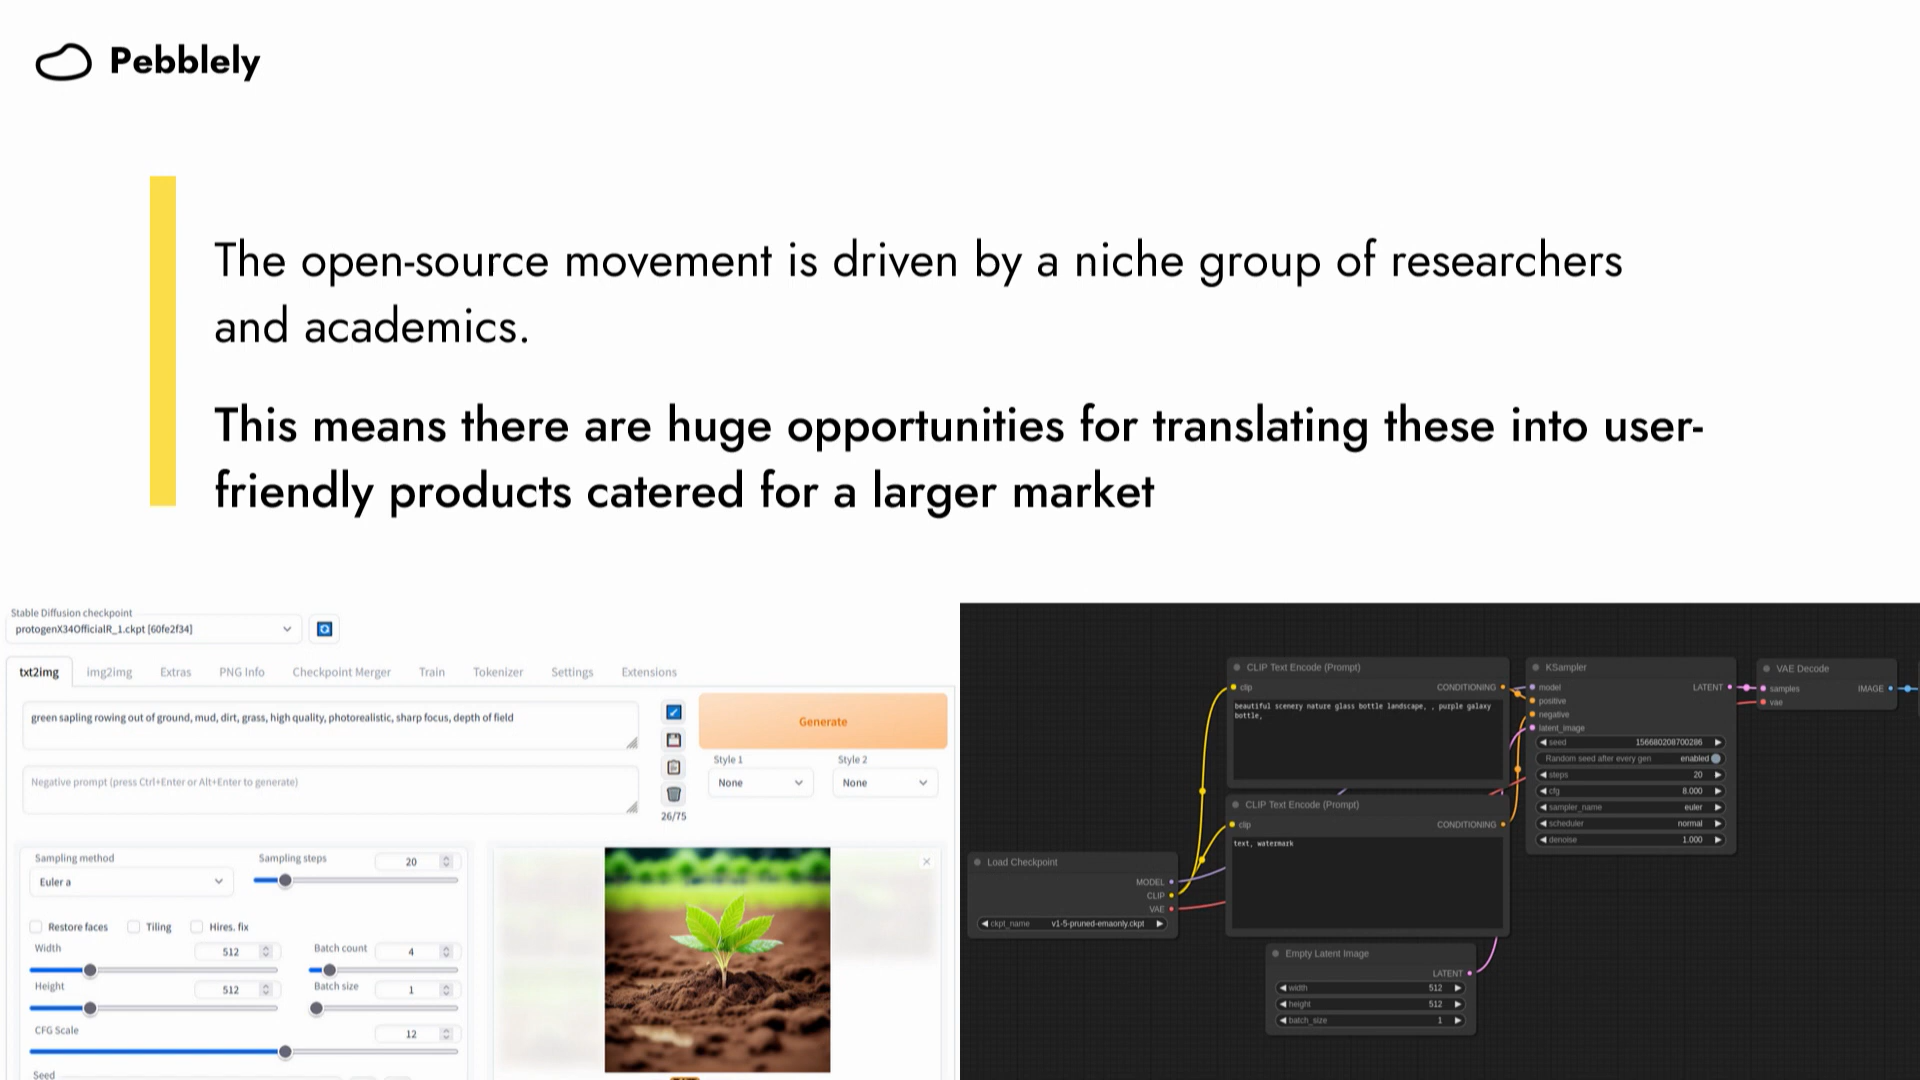 Pebblely
The open-source movement is driven by a niche group of researchers
and academics.
This means there are huge opportunities for translating these into user-
friendly products catered for a larger market
Stable Diffusion checkpoint
protogenX34OfficialR_1.ckpt [60fe2f34]
txt2img img2img Extras PNG Info Checkpoint Merger Train Tokenizer Settings Extensions
green sapling rowing out of ground, mud, dirt, grass, high quality, photorealistic, sharp focus, depth of field
Negative prompt (press Ctrl+Enter or Alt+Enter to generate)
Generate
Style 1 Style 2
None None
26/75
Sampling method
Euler a
Sampling steps 20
Restore faces Tiling Hires. fix
Width 512
Batch count 4
Height 512
Batch size 1
CFG Scale 12
Seed
Load Checkpoint
MODEL
CLIP
VAE
ckpt_name v1-5-pruned-emaonly.ckpt
CLIP Text Encode (Prompt)
clip CONDITIONING
beautiful scenery nature glass bottle landscape, , purple galaxy
bottle,
CLIP Text Encode (Prompt)
clip CONDITIONING
text, watermark
Empty Latent Image
LATENT
width 512
height 512
batch_size 1
KSampler
model LATENT
positive
negative
latent_image
seed 156680208700286
Random seed after every gen enabled
steps 20
cfg 8.000
sampler_name euler
scheduler normal
denoise 1.000
VAE Decode
samples IMAGE
vae